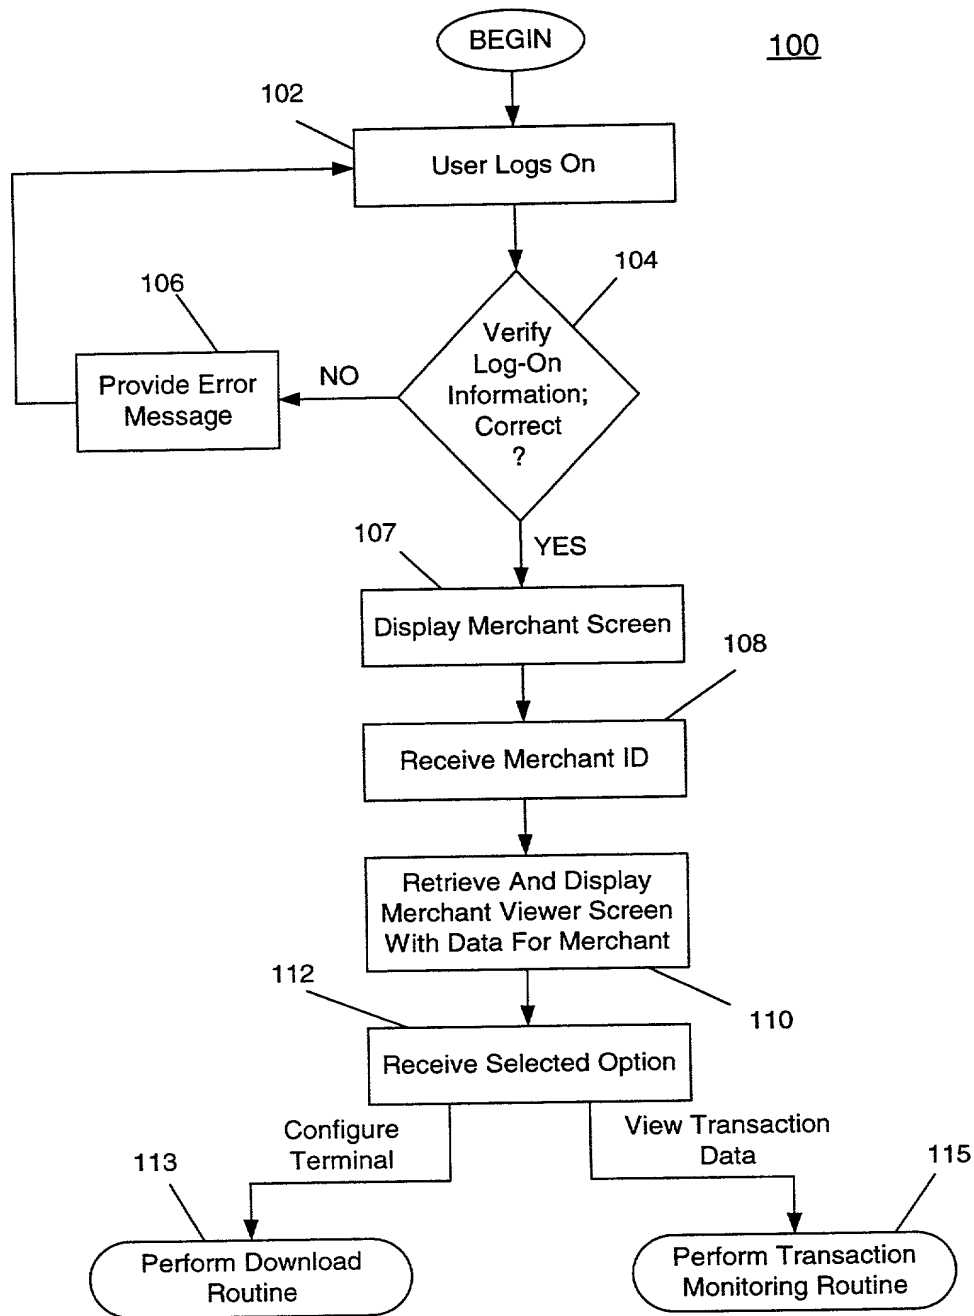 BEGIN
100
102
User Logs On
104
Verify
Log-On
Information;
Correct
?
106
NO
Provide Error
Message
107
YES
Display Merchant Screen
108
Receive Merchant ID
Retrieve And Display
Merchant Viewer Screen
With Data For Merchant
110
112
Receive Selected Option
Configure
Terminal
View Transaction
Data
113
115
Perform Download
Routine
Perform Transaction
Monitoring Routine